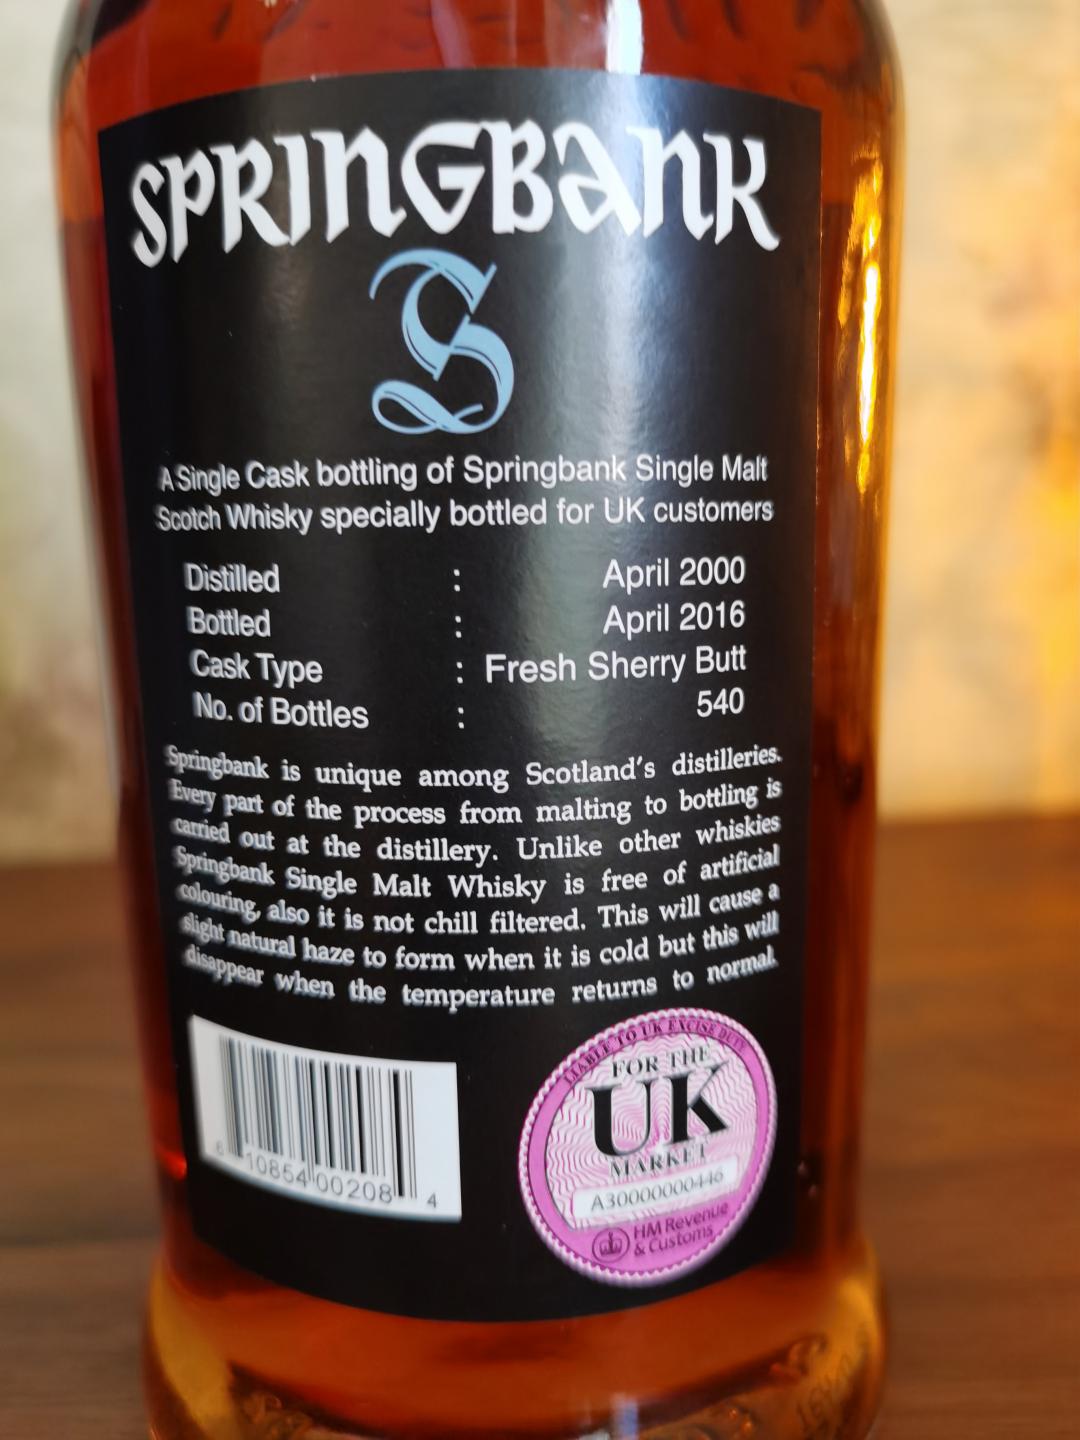 SPRINGBANK
S
A Single Cask bottling of Springbank Single Malt
Scotch Whisky specially bottled for UK customers
Distilled : April 2000
Bottled : April 2016
Cask Type : Fresh Sherry Butt
No. of Bottles : 540
Springbank is unique among Scotland's distilleries.
Every part of the process from malting to bottling is
carried out at the distillery. Unlike other whiskies
Springbank Single Malt Whisky is free of artificial
colouring, also it is not chill filtered. This will cause a
slight natural haze to form when it is cold but this will
disappear when the temperature returns to normal.
6 10854 00208 4
LIABLE TO UK EXCISE DUTY
FOR THE
UK
MARKET
A30000000446
HM Revenue
& Customs